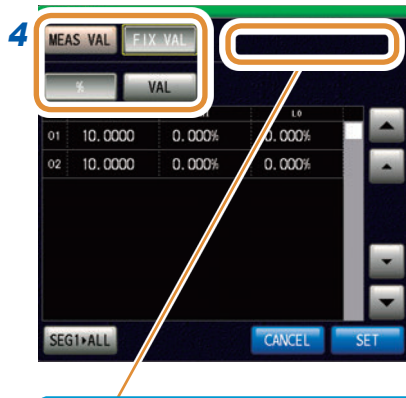 4
MEAS VAL FIX VAL
% VAL
LO
01 10.0000 0.000% 0.000%
02 10.0000 0.000% 0.000%
SEG1▸ALL CANCEL SET